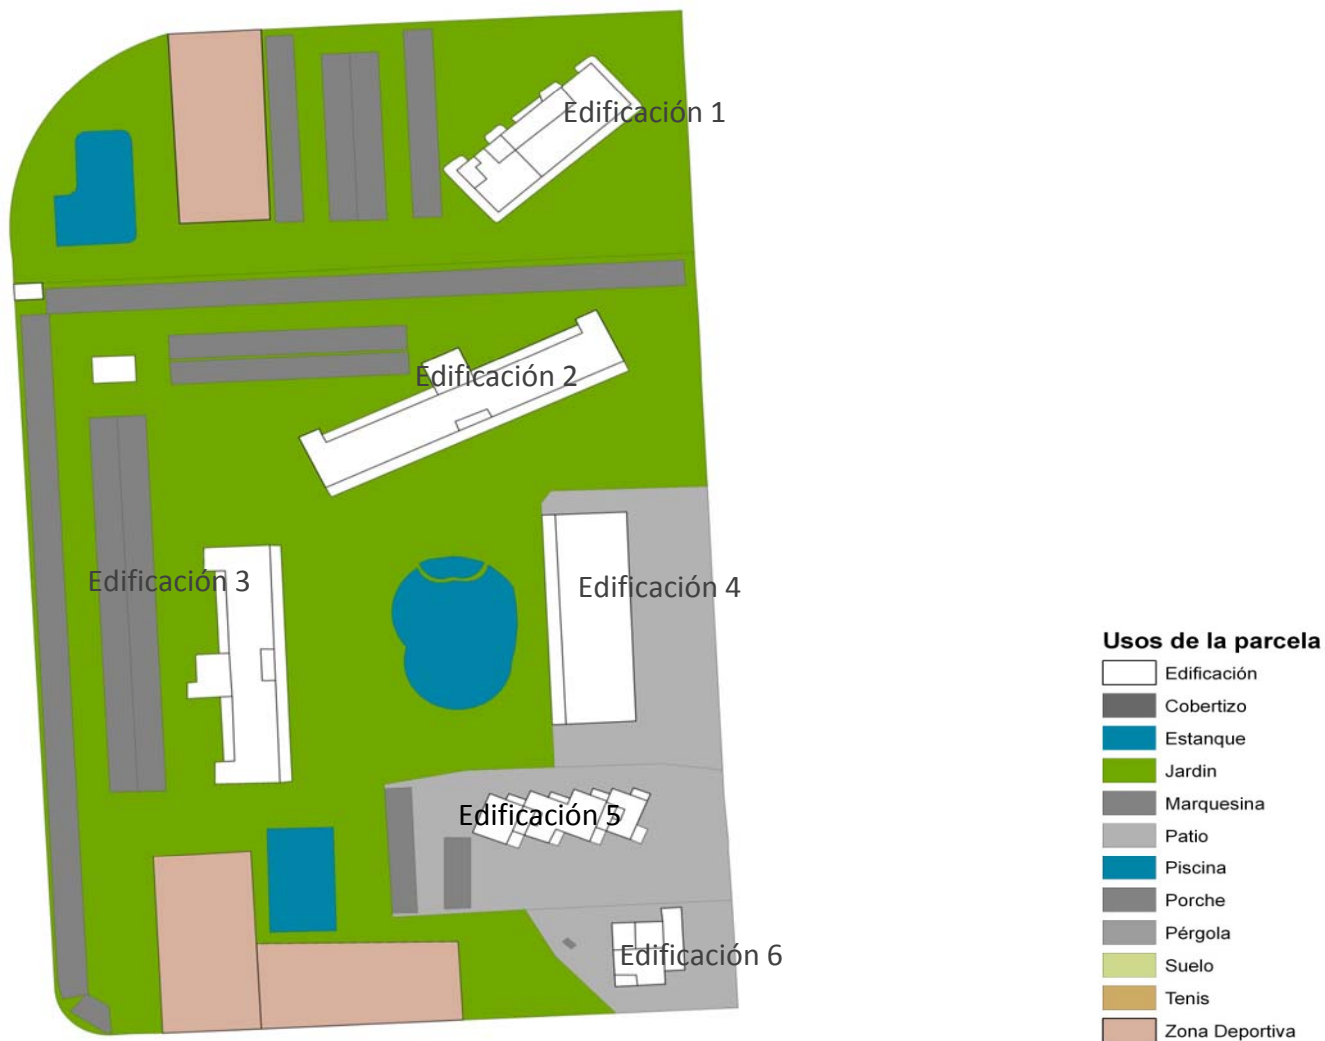 Edificación 1
Edificación 2
Edificación 3
Edificación 4
Edificación 5
Edificación 6
Usos de la parcela
Edificación
Cobertizo
Estanque
Jardin
Marquesina
Patio
Piscina
Porche
Pérgola
Suelo
Tenis
Zona Deportiva